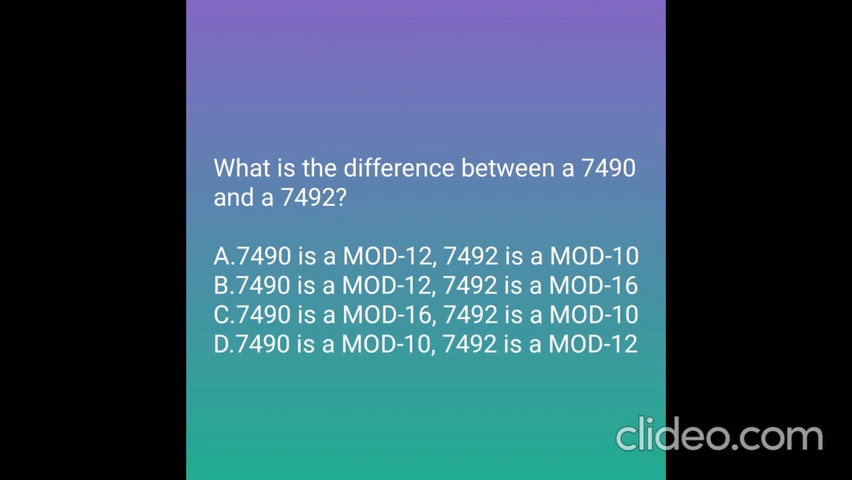 What is the difference between a 7490
and a 7492?
A.7490 is a MOD-12, 7492 is a MOD-10
B.7490 is a MOD-12, 7492 is a MOD-16
C.7490 is a MOD-16, 7492 is a MOD-10
D.7490 is a MOD-10, 7492 is a MOD-12
clideo.com